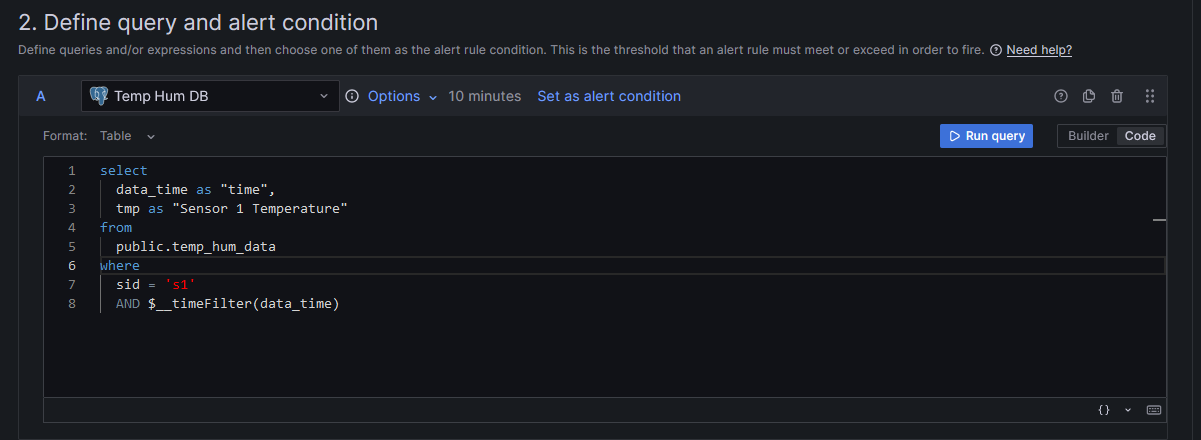 2. Define query and alert condition
Define queries and/or expressions and then choose one of them as the alert rule condition. This is the threshold that an alert rule must meet or exceed in order to fire. Need help?
A Temp Hum DB Options 10 minutes Set as alert condition
Format: Table Run query Builder Code
1 select
2 data_time as "time",
3 tmp as "Sensor 1 Temperature"
4 from
5 public.temp_hum_data
6 where
7 sid = 's1'
8 AND $__timeFilter(data_time)
{}